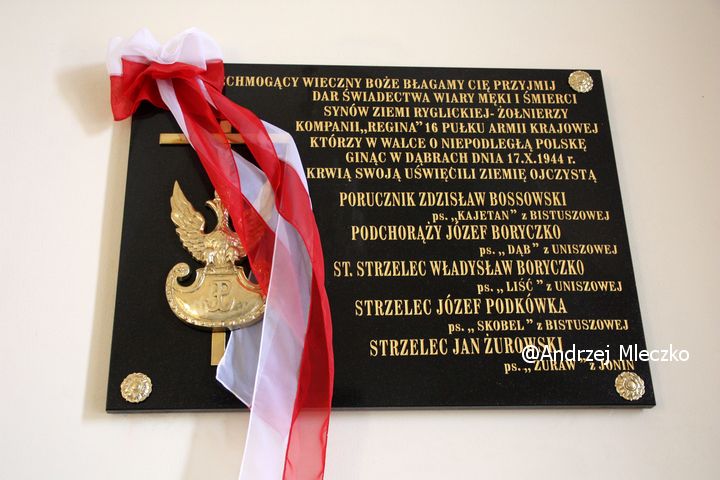 ECHMOGĄCY WIECZNY BOŻE BŁAGAMY CIĘ PRZYJMIJ
DAR ŚWIADECTWA WIARY MĘKI I ŚMIERCI
SYNÓW ZIEMI RYGLICKIEJ- ŻOŁNIERZY
KOMPANII,,REGINA" 16 PUŁKU ARMII KRAJOWEJ
KTÓRZY W WALCE O NIEPODLEGŁĄ POLSKĘ
GINĄC W DĄBRACH DNIA 17.X.1944 r.
KRWIĄ SWOJĄ UŚWIĘCILI ZIEMIĘ OJCZYSTĄ
PORUCZNIK ZDZISŁAW BOSSOWSKI
ps. ,,KAJETAN" z BISTUSZOWEJ
PODCHORĄŻY JÓZEF BORYCZKO
ps. ,, DĄB" z UNISZOWEJ
ST. STRZELEC WŁADYSŁAW BORYCZKO
ps. ,, LIŚĆ" z UNISZOWEJ
STRZELEC JÓZEF PODKÓWKA
ps. ,, SKOBEL" z BISTUSZOWEJ
STRZELEC JAN ŻUROWSKI
ps. ,, ŻURAW" z JONIN
@Andrzej Mleczko